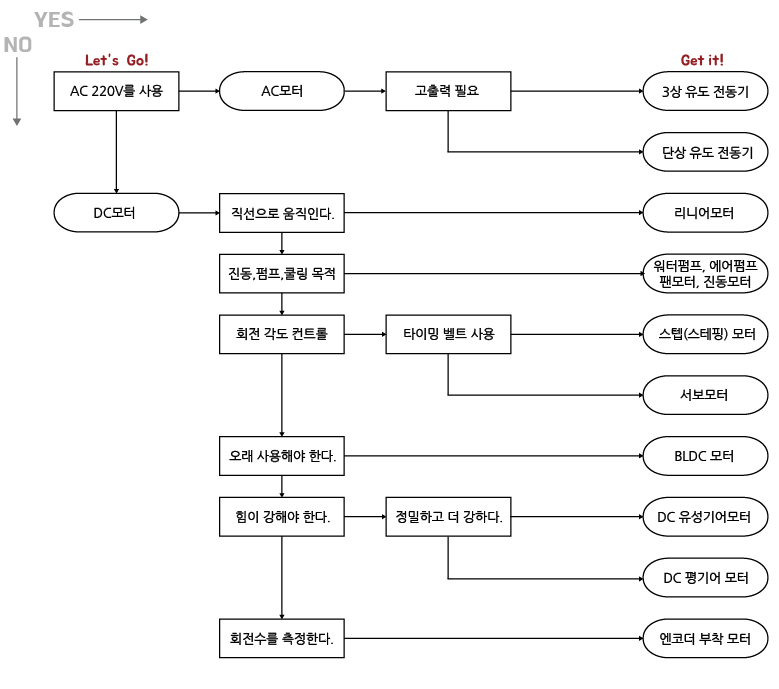 YES
NO
Let's Go!
Get it!
AC 220V를 사용
AC모터
고출력 필요
3상 유도 전동기
단상 유도 전동기
DC모터
직선으로 움직인다.
리니어모터
진동,펌프,쿨링 목적
워터펌프, 에어펌프
팬모터, 진동모터
회전 각도 컨트롤
타이밍 벨트 사용
스텝(스테핑) 모터
서보모터
오래 사용해야 한다.
BLDC 모터
힘이 강해야 한다.
정밀하고 더 강하다.
DC 유성기어모터
DC 평기어 모터
회전수를 측정한다.
엔코더 부착 모터